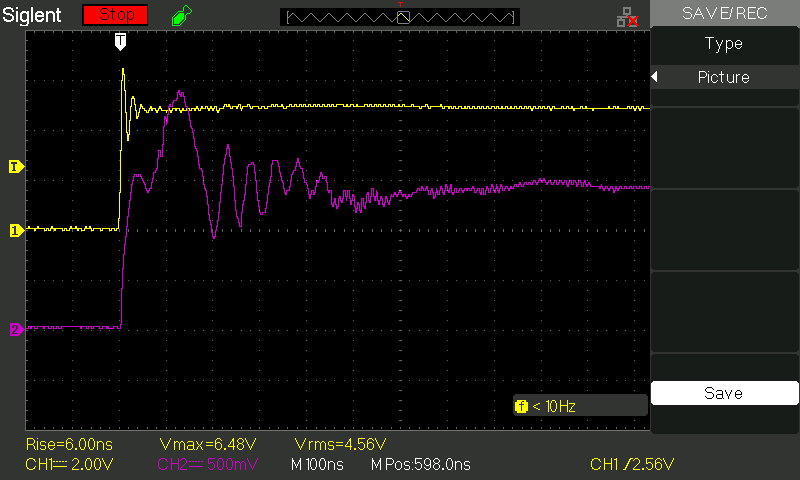 Siglent Stop SAVE/REC
T
Type
Picture
T
1
2
Save
f < 10Hz
Rise=6.00ns Vmax=6.48V Vrms=4.56V
CH1 2.00V CH2 500mV M 100ns M Pos:598.0ns CH1 2.56V